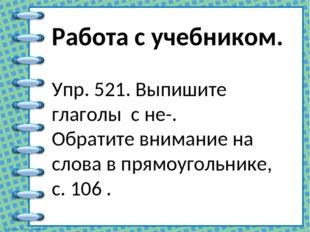 Работа с учебником.
Упр. 521. Выпишите
глаголы с не-.
Обратите внимание на
слова в прямоугольнике,
с. 106 .